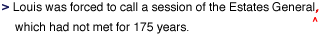 > Louis was forced to call a session of the Estates General,
which had not met for 175 years. ^